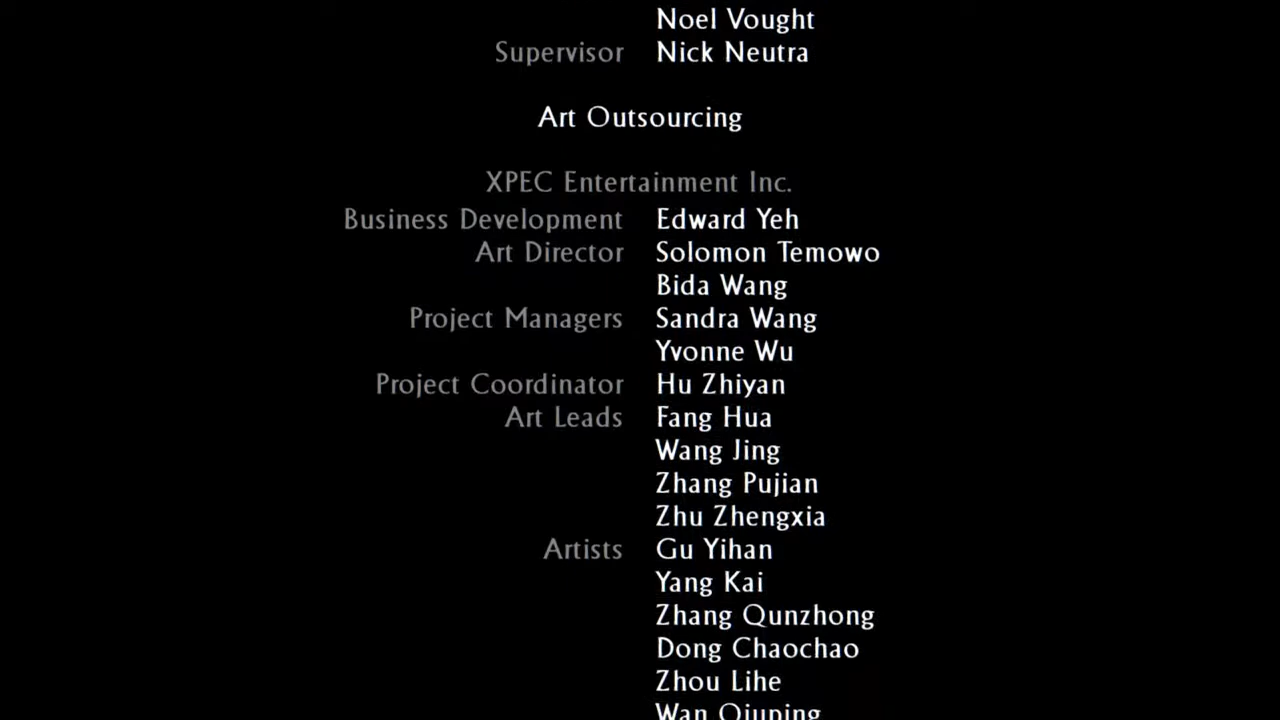 Noel Vought
Supervisor Nick Neutra
Art Outsourcing
XPEC Entertainment Inc.
Business Development Edward Yeh
Art Director Solomon Temowo
Bida Wang
Project Managers Sandra Wang
Yvonne Wu
Project Coordinator Hu Zhiyan
Art Leads Fang Hua
Wang Jing
Zhang Pujian
Zhu Zhengxia
Artists Gu Yihan
Yang Kai
Zhang Qunzhong
Dong Chaochao
Zhou Lihe
Wan Qiuping